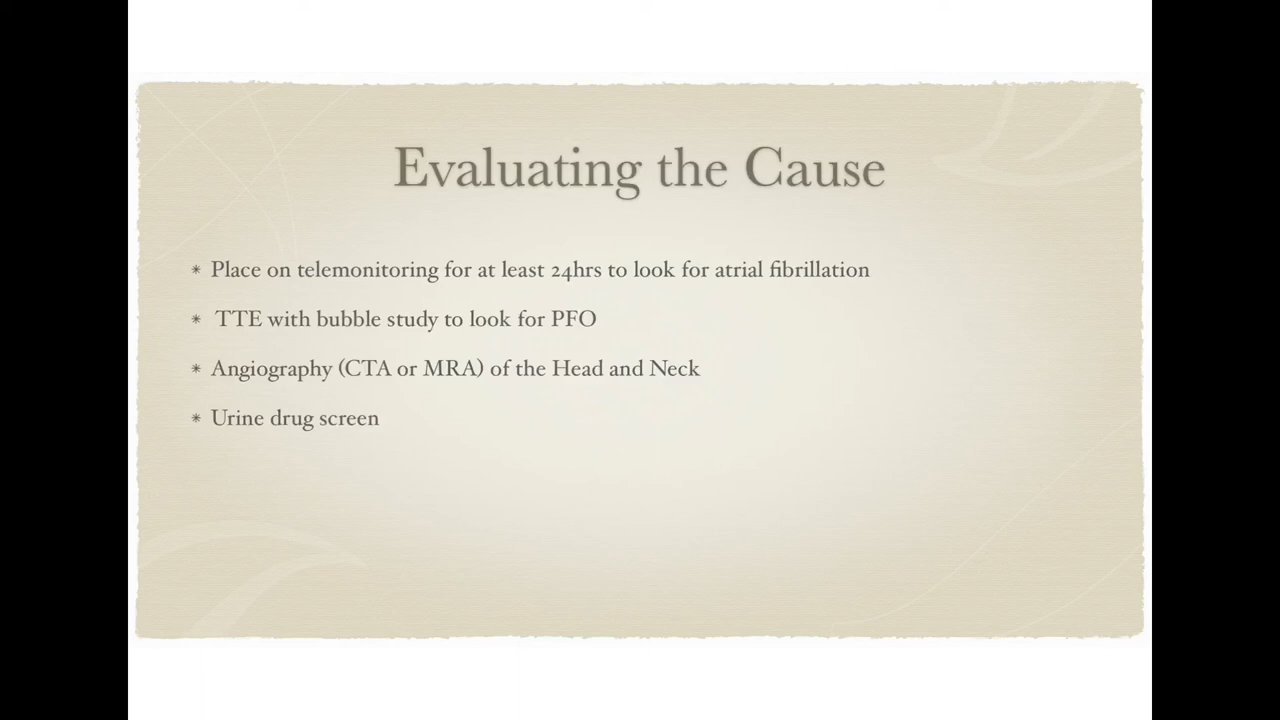 Evaluating the Cause
* Place on telemonitoring for at least 24hrs to look for atrial fibrillation
* TTE with bubble study to look for PFO
* Angiography (CTA or MRA) of the Head and Neck
* Urine drug screen